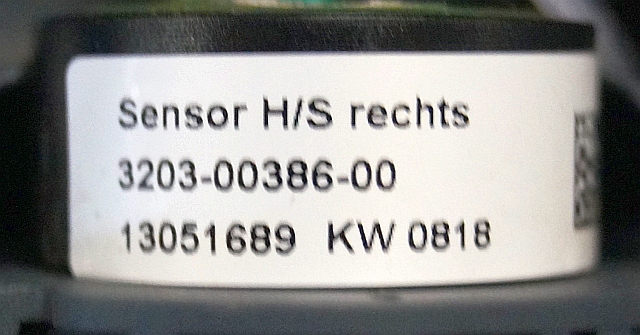 Sensor H/S rechts
3203-00386-00
13051689 KW 0818